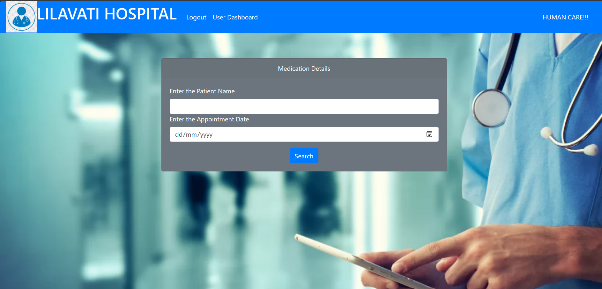 LILAVATI HOSPITAL Logout User Dashboard HUMAN CARE!!!
Medication Details
Enter the Patient Name
Enter the Appointment Date
dd/mm/yyyy
Search